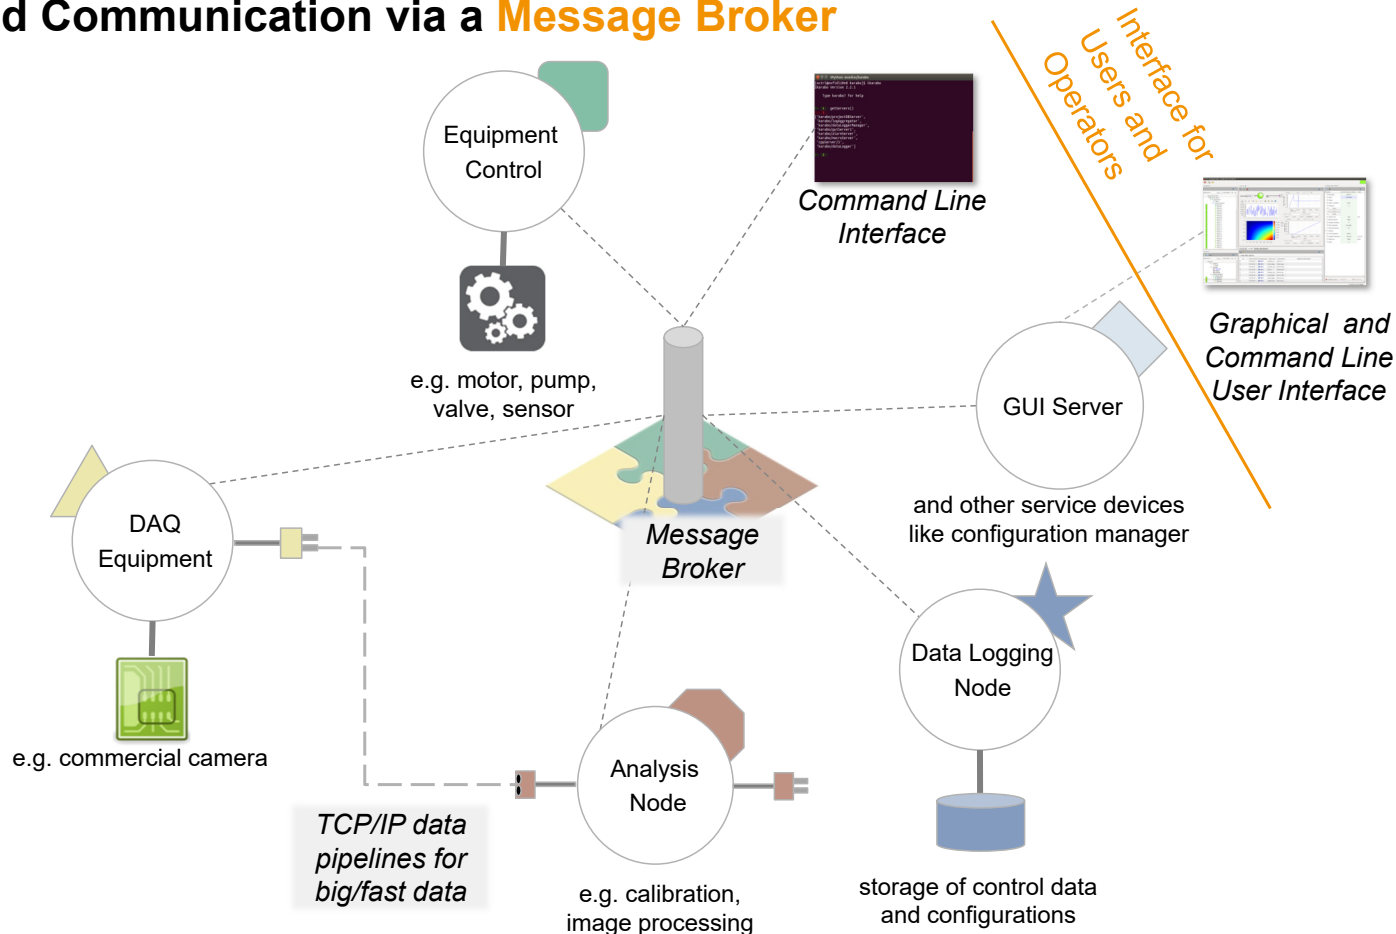 d Communication via a Message Broker
Interface for
Users and
Operators
Equipment
Control
Command Line
Interface
e.g. motor, pump,
valve, sensor
Graphical and
Command Line
User Interface
GUI Server
and other service devices
like configuration manager
DAQ
Equipment
Message
Broker
Data Logging
Node
e.g. commercial camera
Analysis
Node
TCP/IP data
pipelines for
big/fast data
e.g. calibration,
image processing
storage of control data
and configurations